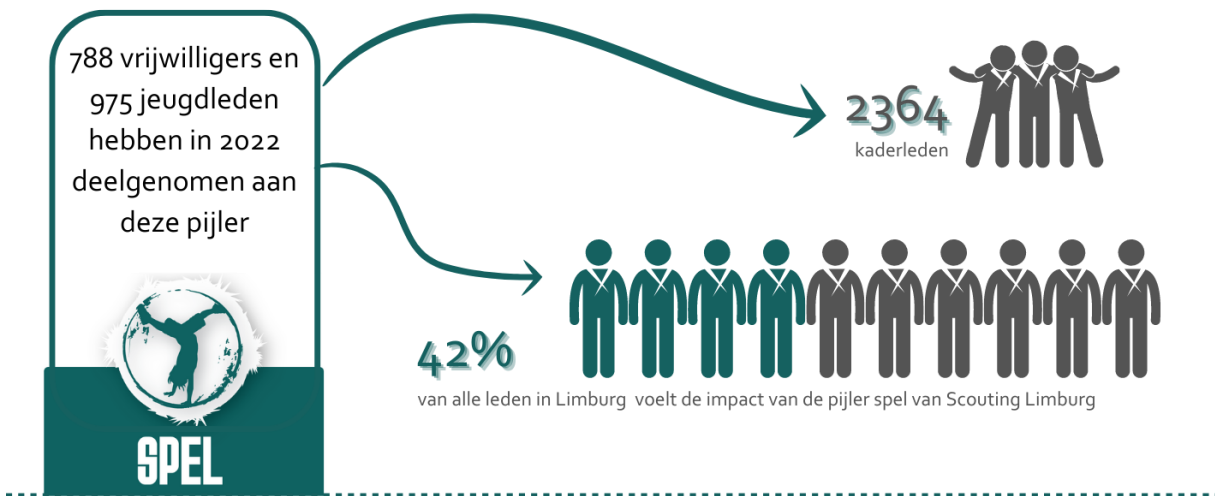 788 vrijwilligers en
975 jeugdleden
hebben in 2022
deelgenomen aan
deze pijler
SPEL
2364
kaderleden
42%
van alle leden in Limburg voelt de impact van de pijler spel van Scouting Limburg